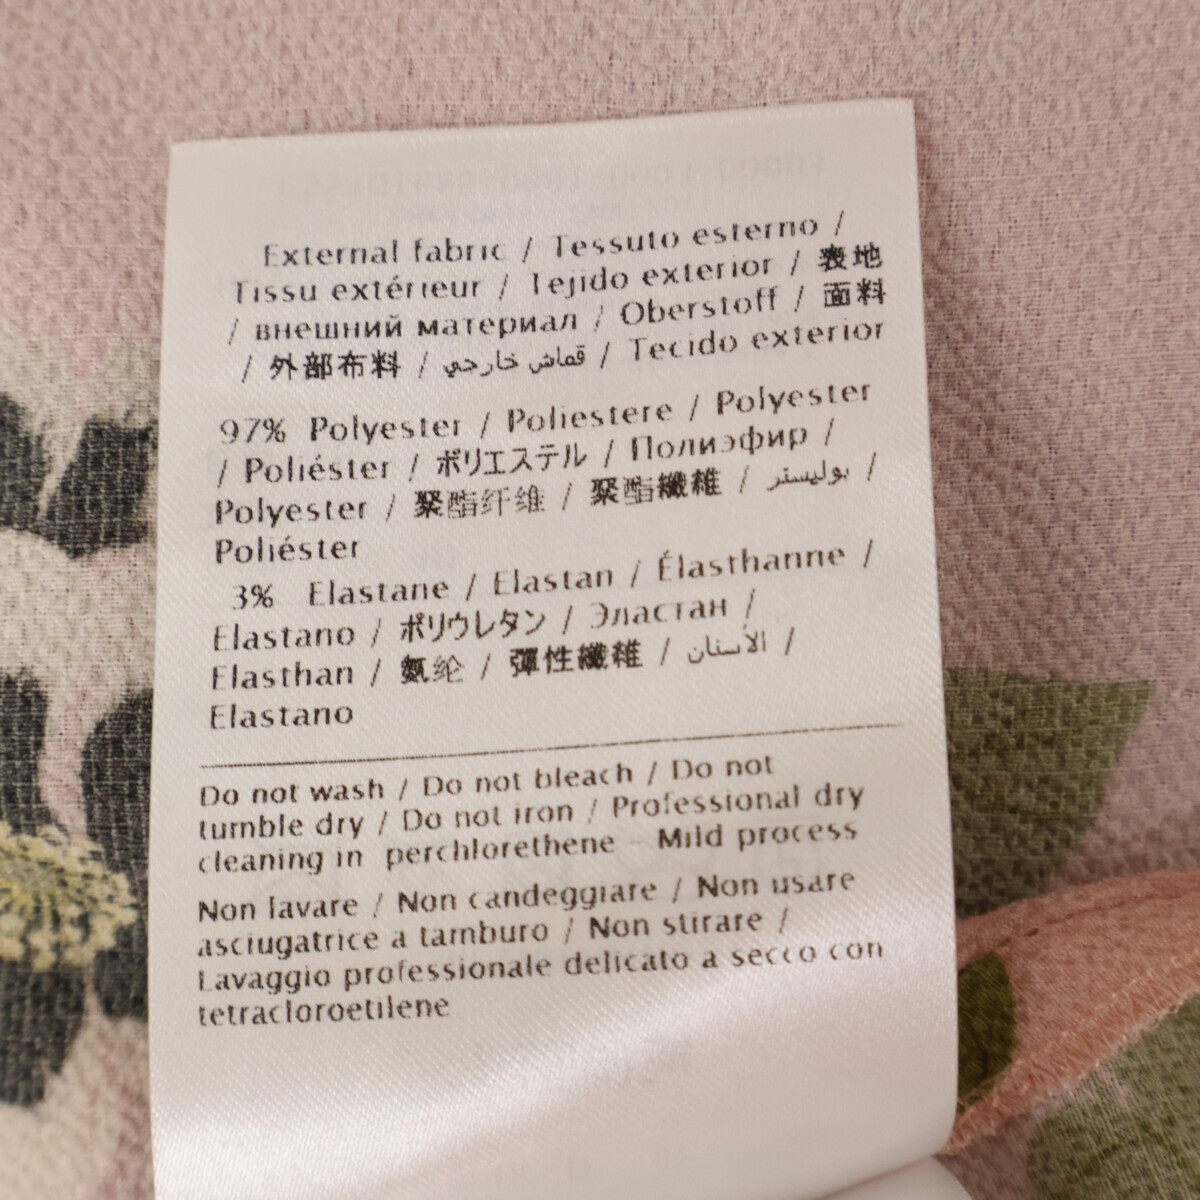 External fabric / Tessuto esterno /
Tissu extérieur / Tejido exterior / 表地
/ внешний материал / Oberstoff / 面料
/ 外部布料 / قماش خارجي / Tecido exterior
97% Polyester / Poliestere / Polyester
/ Poliéster / ポリエステル / Полиэфир /
Polyester / 聚酯纤维 / 聚酯纖維 / بوليستر /
Poliéster
3% Elastane / Elastan / Élasthanne /
Elastano / ポリウレタン / Эластан /
Elasthan / 氨纶 / 彈性纖維 / الأسنان /
Elastano
Do not wash / Do not bleach / Do not
tumble dry / Do not iron / Professional dry
cleaning in perchlorethene - Mild process
Non lavare / Non candeggiare / Non usare
asciugatrice a tamburo / Non stirare /
Lavaggio professionale delicato a secco con
tetracloroetilene